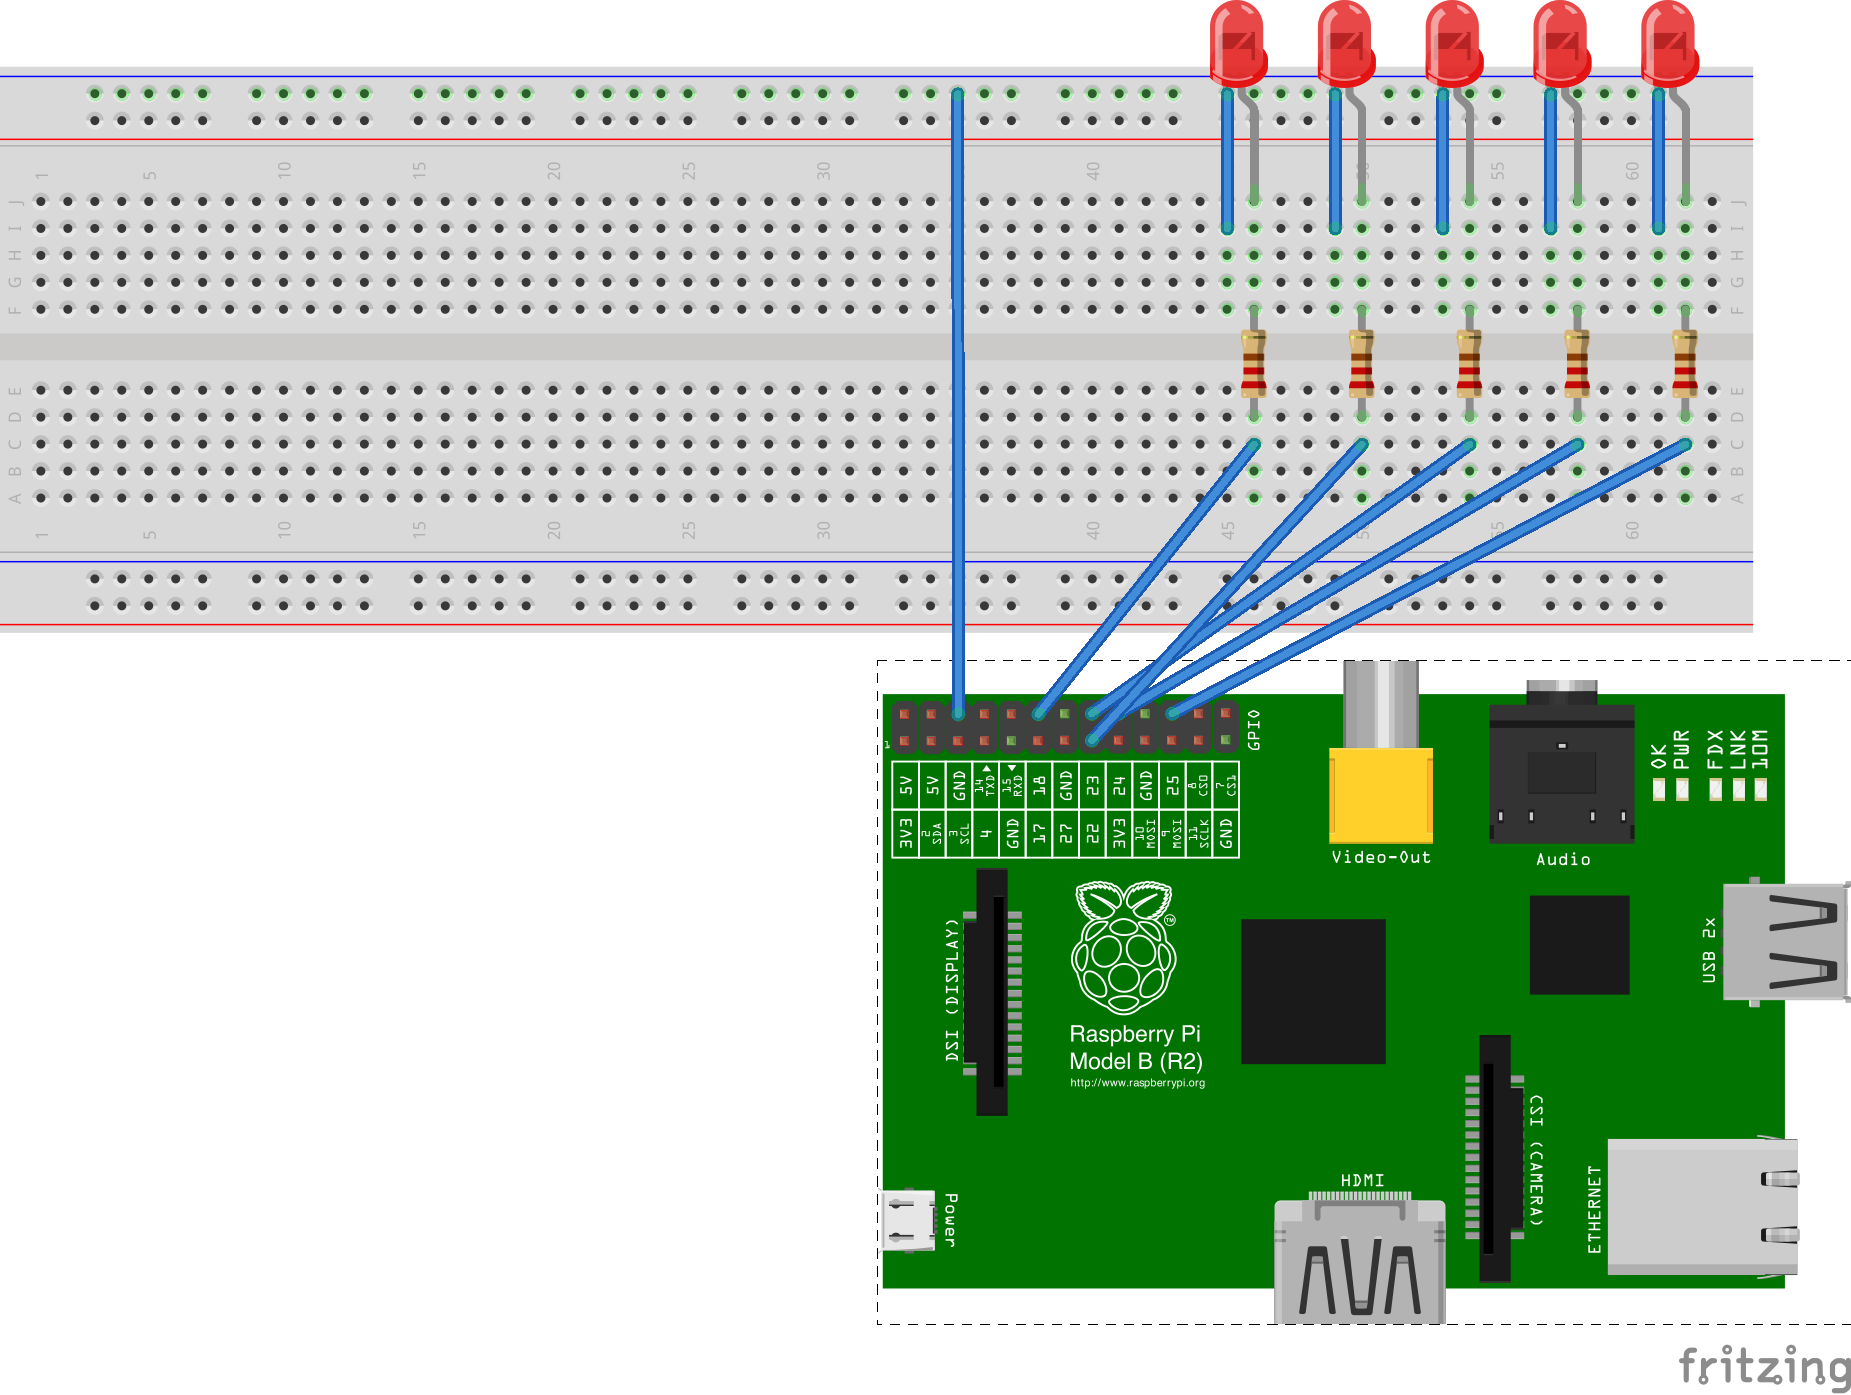 1 5 10 15 20 25 30 40 50 55 60
J J
I I
H H
G G
F F
E E
D D
C C
B B
A A
1 5 10 15 20 25 30 40 45 50 55 60
1
GPIO
5V 5V GND 14 TXD 15 RXD 18 GND 23 24 GND 25 8 CS0 7 CS1
3V3 2 SDA 3 SCL 4 GND 17 27 22 3V3 10 MOSI 9 MOSI 11 SCLK GND
OK PWR FDX LNK 10M
Video-Out
Audio
DSI (DISPLAY)
TM
Raspberry Pi
Model B (R2)
http://www.raspberrypi.org
USB 2x
CSI (CAMERA)
HDMI
ETHERNET
Power
fritzing